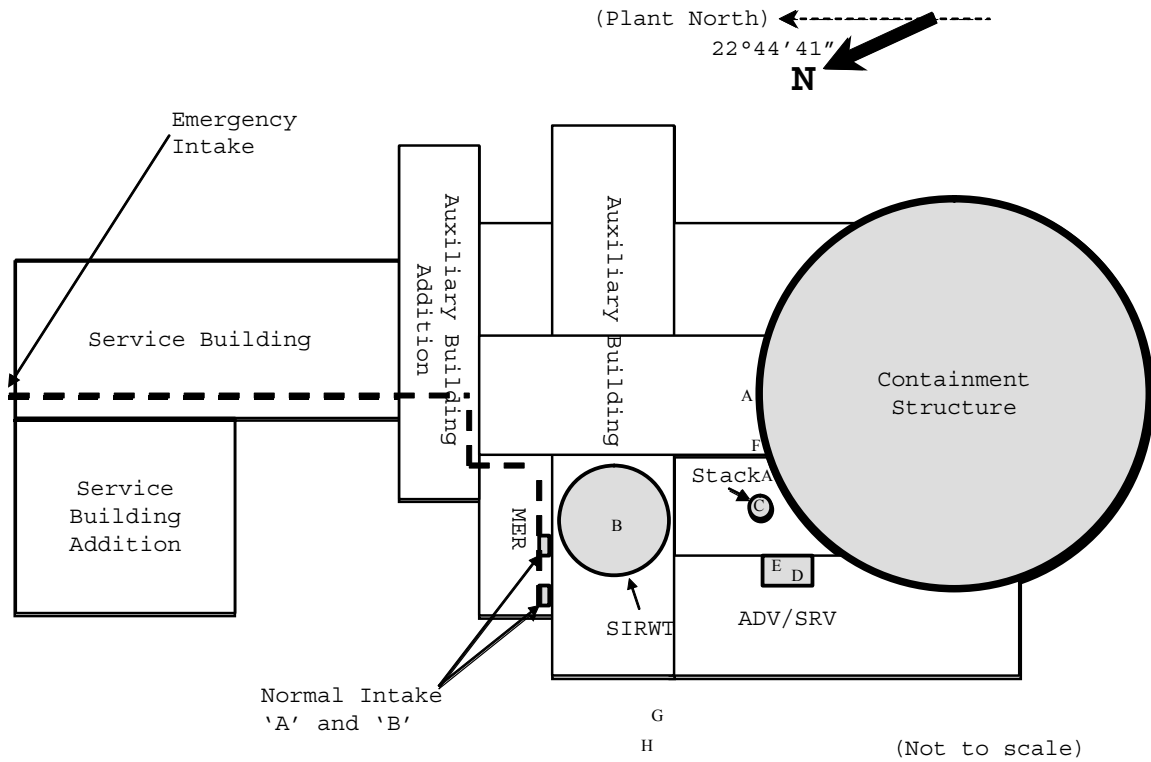 (Plant North)
22°44'41"
N
Emergency
Intake
Auxiliary Building
Addition
Auxiliary Building
Service Building
Containment
Structure
A
F
Stack
A
C
Service
Building
Addition
MER
B
E
D
SIRWT
ADV/SRV
Normal Intake
‘A’ and ‘B’
G
H
(Not to scale)